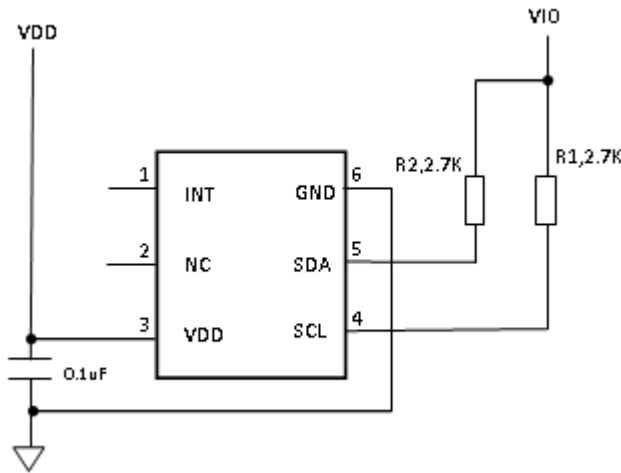 VDD
VIO
R2,2.7K
R1,2.7K
1
INT
GND
6
2
NC
SDA
5
3
VDD
SCL
4
0.1uF